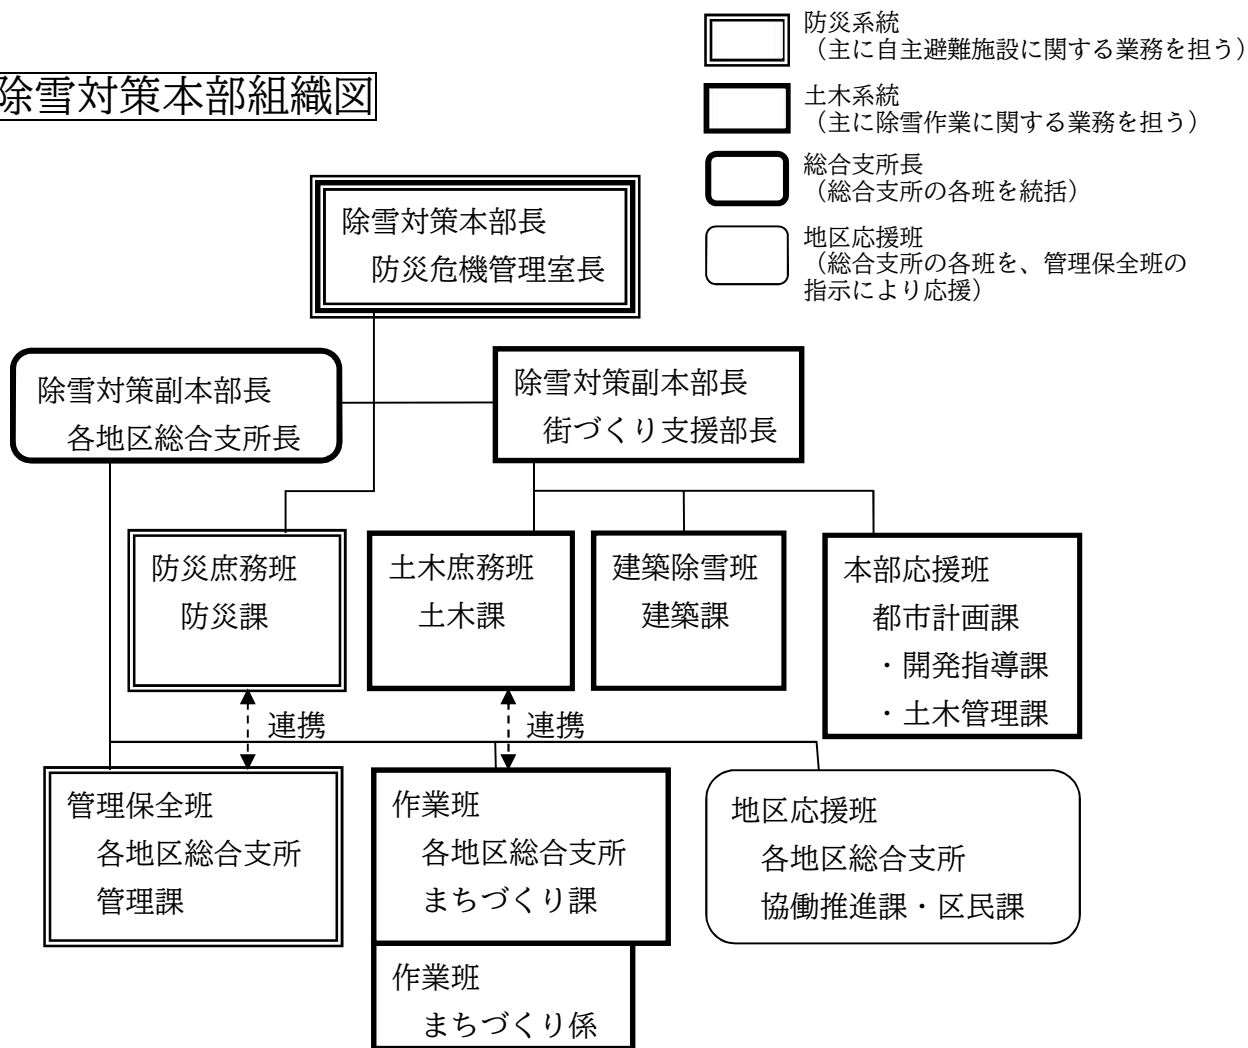 防災系統
（主に自主避難施設に関する業務を担う）
除雪対策本部組織図
土木系統
（主に除雪作業に関する業務を担う）
総合支所長
（総合支所の各班を統括）
地区応援班
（総合支所の各班を、管理保全班の
指示により応援）
除雪対策本部長
防災危機管理室長
除雪対策副本部長
各地区総合支所長
除雪対策副本部長
街づくり支援部長
防災庶務班
防災課
土木庶務班
土木課
建築除雪班
建築課
本部応援班
都市計画課
・開発指導課
・土木管理課
連携
連携
管理保全班
各地区総合支所
管理課
作業班
各地区総合支所
まちづくり課
地区応援班
各地区総合支所
協働推進課・区民課
作業班
まちづくり係